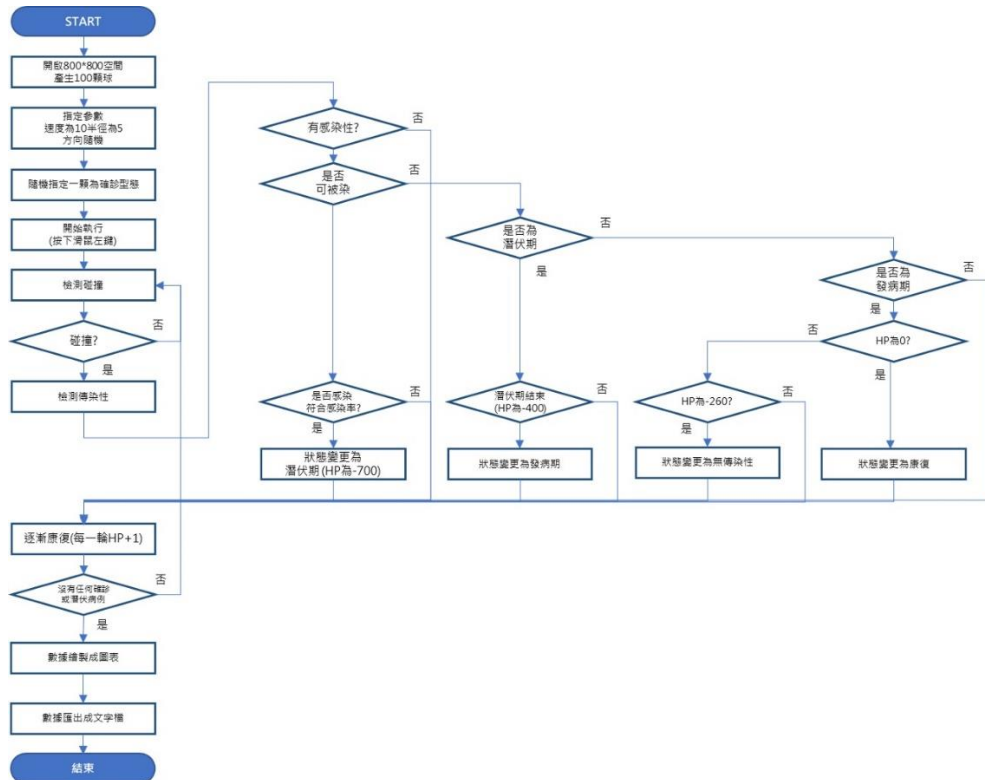 START
開啟800*800空間
產生100顆球
指定參數
速度為10半徑為5
方向隨機
隨機指定一顆為確診型態
開始執行
(按下滑鼠左鍵)
檢測碰撞
碰撞?
否
是
檢測傳染性
有感染性?
否
是
是否
可被染
否
是否為
潛伏期
否
是
是否為
發病期
否
是
HP為0?
否
是
是否感染
符合感染率?
否
是
狀態變更為
潛伏期(HP為-700)
潛伏期結束
(HP為-400)
否
是
狀態變更為發病期
HP為-260?
否
是
狀態變更為無傳染性
狀態變更為康復
逐漸康復(每一輪HP+1)
沒有任何確診
或潛伏病例
否
是
數據繪製成圖表
數據匯出成文字檔
結束